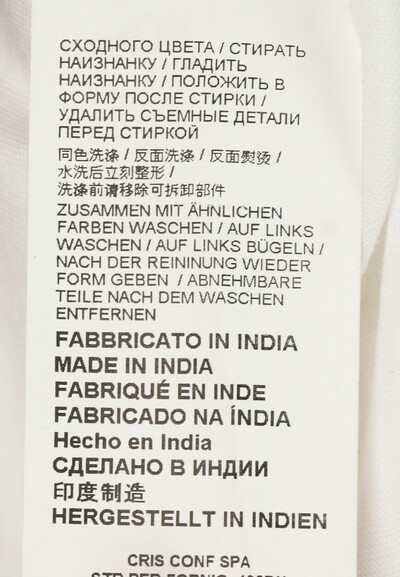 СХОДНОГО ЦВЕТА / СТИРАТЬ
НАИЗНАНКУ / ГЛАДИТЬ
НАИЗНАНКУ / ПОЛОЖИТЬ В
ФОРМУ ПОСЛЕ СТИРКИ /
УДАЛИТЬ СЪЕМНЫЕ ДЕТАЛИ
ПЕРЕД СТИРКОЙ
同色洗涤 / 反面洗涤 / 反面熨烫 /
水洗后立刻整形 /
洗涤前请移除可拆卸部件
ZUSAMMEN MIT ÄHNLICHEN
FARBEN WASCHEN / AUF LINKS
WASCHEN / AUF LINKS BÜGELN /
NACH DER REININUNG WIEDER
FORM GEBEN / ABNEHMBARE
TEILE NACH DEM WASCHEN
ENTFERNEN
FABBRICATO IN INDIA
MADE IN INDIA
FABRIQUÉ EN INDE
FABRICADO NA ÍNDIA
Hecho en India
СДЕЛАНО В ИНДИИ
印度制造
HERGESTELLT IN INDIEN
CRIS CONF SPA